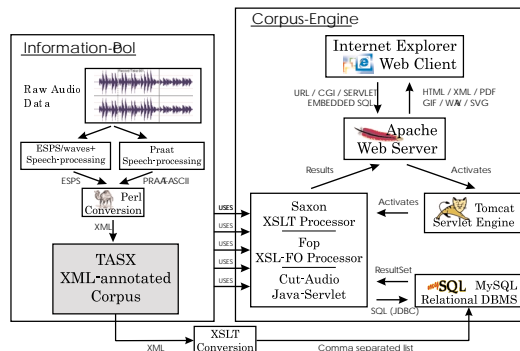 Corpus-Engine
Information-Pool
Raw Audio
Data
ESPS/waves+
Speech-processing
Praat
Speech-processing
ESPS
PRAAT-ASCII
Perl
Conversion
XML
TASX
XML-annotated
Corpus
Internet Explorer
Web Client
URL / CGI / SERVLET
EMBEDDED SQL
HTML / XML / PDF
GIF / WAV / SVG
Apache
Web Server
Results
Activates
USES
USES
USES
USES
USES
Saxon
XSLT Processor
Fop
XSL-FO Processor
Cut-Audio
Java-Servlet
Activates
Tomcat
Servlet Engine
ResultSet
SQL (JDBC)
MySQL
MySQL
Relational DBMS
XML
XSLT
Conversion
Comma separated list